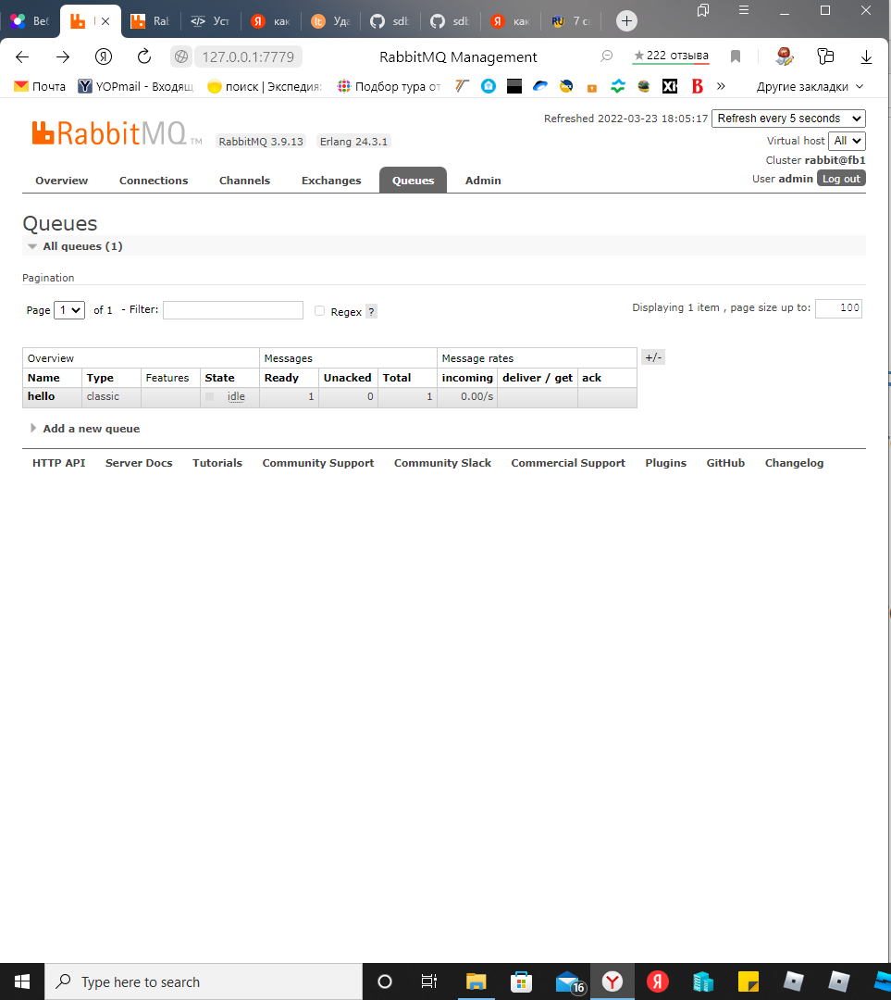 Веб
Rab
Уст
как
Уда
sdb
sdb
как
7 с
127.0.0.1:7779
RabbitMQ Management
222 отзыва
Почта
YOPmail - Входящ
поиск | Экспедия:
Подбор тура от
Другие закладки
Refreshed 2022-03-23 18:05:17 Refresh every 5 seconds
RabbitMQ TM
RabbitMQ 3.9.13 Erlang 24.3.1
Virtual host All
Cluster rabbit@fb1
User admin Log out
Overview Connections Channels Exchanges Queues Admin
Queues
All queues (1)
Pagination
Page 1 of 1 - Filter: Regex ?
Displaying 1 item , page size up to: 100
Overview Messages Message rates +/-
Name Type Features State Ready Unacked Total incoming deliver / get ack
hello classic idle 1 0 1 0.00/s
Add a new queue
HTTP API Server Docs Tutorials Community Support Community Slack Commercial Support Plugins GitHub Changelog
Type here to search
16